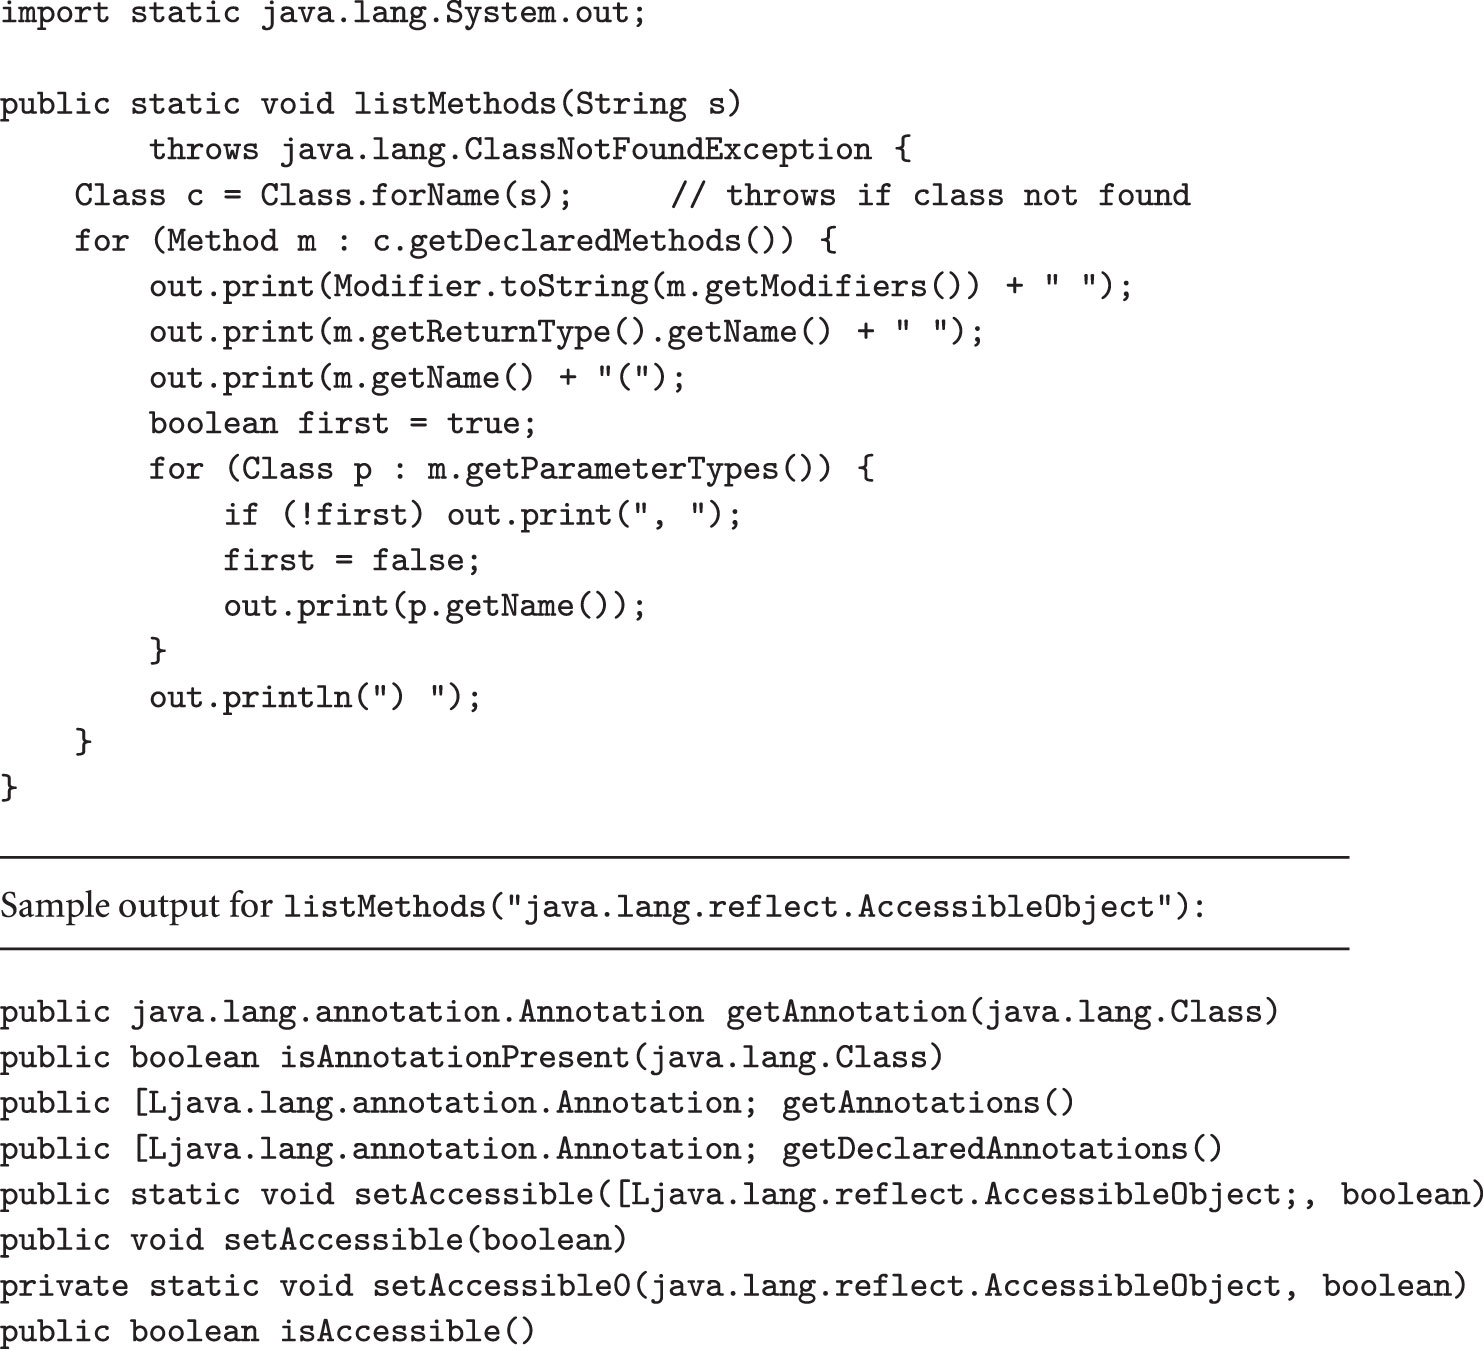 import static java.lang.System.out;
public static void listMethods(String s)
throws java.lang.ClassNotFoundException {
Class c = Class.forName(s);     // throws if class not found
for (Method m : c.getDeclaredMethods()) {
out.print(Modifier.toString(m.getModifiers()) + " ");
out.print(m.getReturnType().getName() + " ");
out.print(m.getName() + "(");
boolean first = true;
for (Class p : m.getParameterTypes()) {
if (!first) out.print(", ");
first = false;
out.print(p.getName());
}
out.println(") ");
}
}
Sample output for listMethods("java.lang.reflect.AccessibleObject"):
public java.lang.annotation.Annotation getAnnotation(java.lang.Class)
public boolean isAnnotationPresent(java.lang.Class)
public [Ljava.lang.annotation.Annotation; getAnnotations()
public [Ljava.lang.annotation.Annotation; getDeclaredAnnotations()
public static void setAccessible([Ljava.lang.reflect.AccessibleObject;, boolean)
public void setAccessible(boolean)
private static void setAccessible0(java.lang.reflect.AccessibleObject, boolean)
public boolean isAccessible()